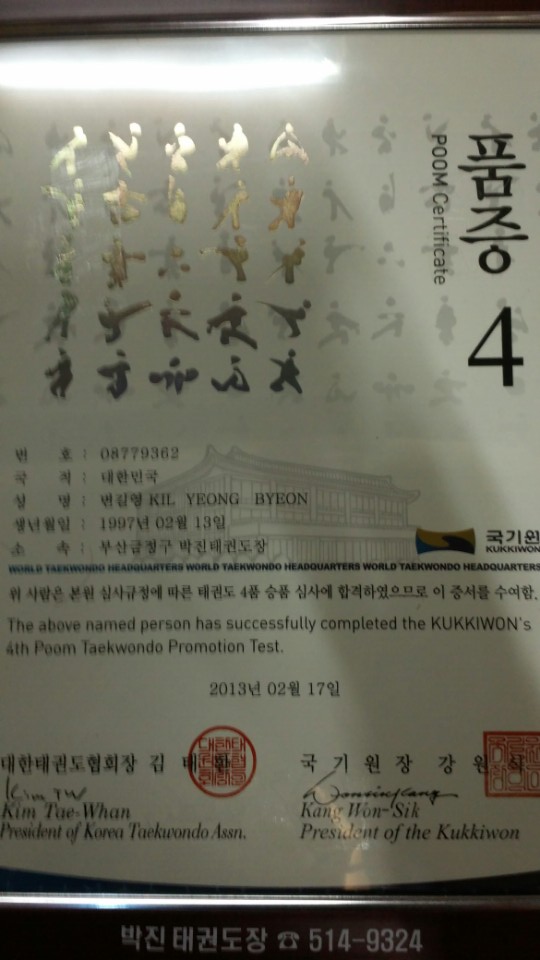 품증
POOM Certificate
4
번 호 : 08779362
국 적 : 대한민국
성 명 : 변길영 KIL YEONG BYEON
생년월일 : 1997년 02월 13일
소 속 : 부산금정구 박진태권도장
국기원
KUKKIWON
WORLD TAEKWONDO HEADQUARTERS WORLD TAEKWONDO HEADQUARTERS WORLD TAEKWONDO HEADQUARTERS
위 사람은 본원 심사규정에 따른 태권도 4품 승품 심사에 합격하였으므로 이 증서를 수여함.
The above named person has successfully completed the KUKKIWON's
4th Poom Taekwondo Promotion Test.
2013년 02월 17일
대한태권도협회장 김 태 환
Kim TW
Kim Tae-Whan
President of Korea Taekwondo Assn.
국 기 원 장 강 원 식
Kang Won-Sik
President of the Kukkiwon
박진태권도장 ☎ 514-9324